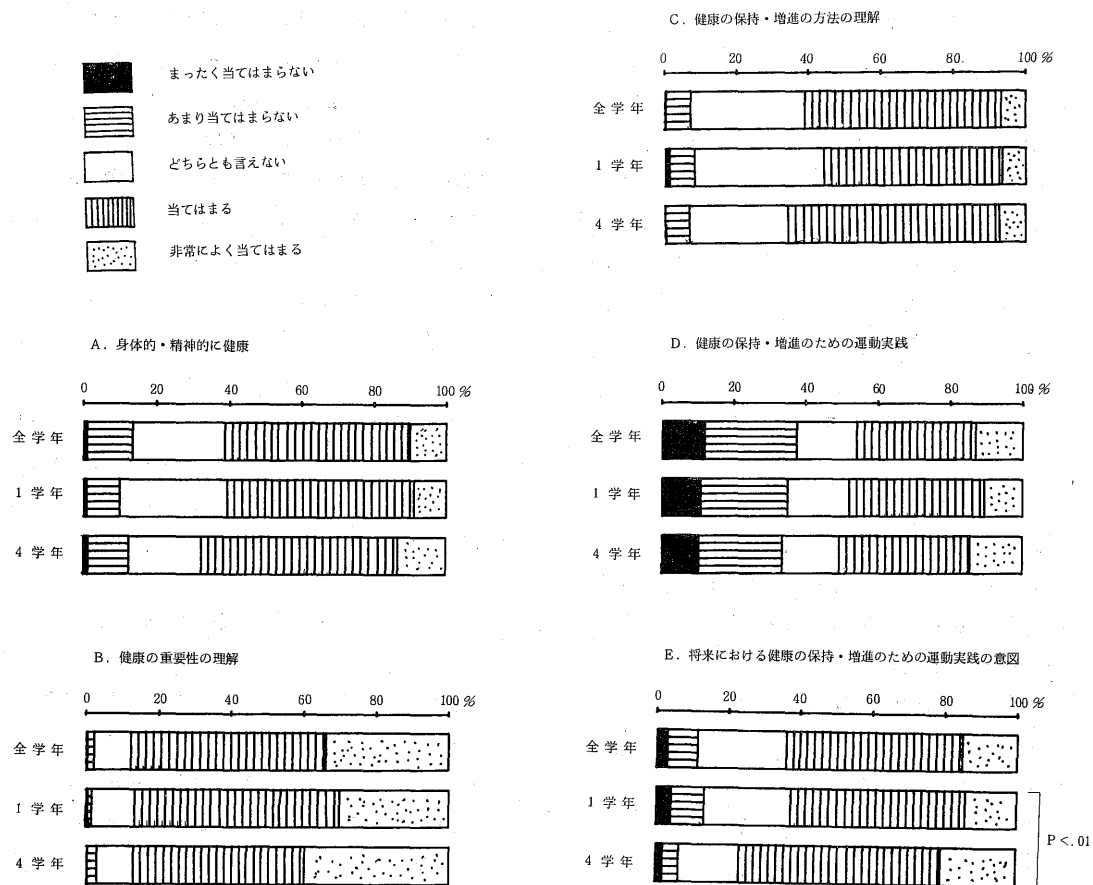 まったく当てはまらない
あまり当てはまらない
どちらとも言えない
当てはまる
非常によく当てはまる
A．身体的・精神的に健康
0 20 40 60 80 100 %
全学年
1学年
4学年
B．健康の重要性の理解
0 20 40 60 80 100 %
全学年
1学年
4学年
C．健康の保持・増進の方法の理解
0 20 40 60 80. 100 %
全学年
1学年
4学年
D．健康の保持・増進のための運動実践
0 20 40 60 80 100 %
全学年
1学年
4学年
E．将来における健康の保持・増進のための運動実践の意図
0 20 40 60 80 100 %
全学年
1学年
4学年
P<.01